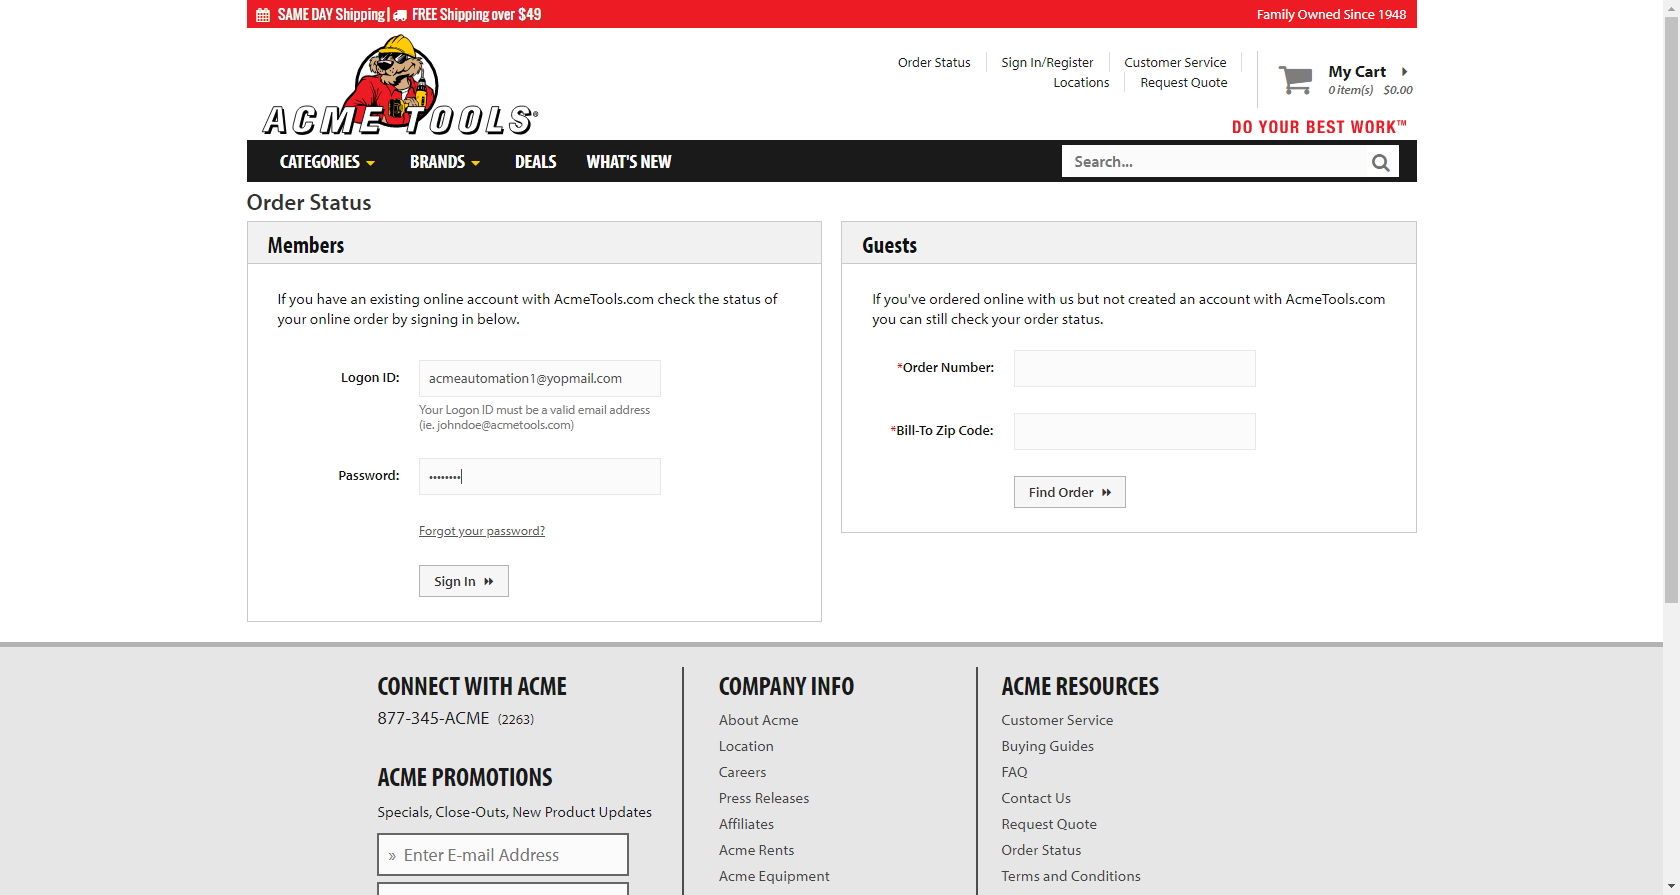 SAME DAY Shipping | FREE Shipping over $49
Family Owned Since 1948
ACME TOOLS®
Order Status
Sign In/Register
Customer Service
Locations
Request Quote
My Cart
0 item(s) $0.00
DO YOUR BEST WORK™
CATEGORIES
BRANDS
DEALS
WHAT'S NEW
Search...
Order Status
Members
If you have an existing online account with AcmeTools.com check the status of
your online order by signing in below.
Logon ID:
acmeautomation1@yopmail.com
Your Logon ID must be a valid email address
(ie. johndoe@acmetools.com)
Password:
••••••••
Forgot your password?
Sign In
Guests
If you've ordered online with us but not created an account with AcmeTools.com
you can still check your order status.
*Order Number:
*Bill-To Zip Code:
Find Order
CONNECT WITH ACME
877-345-ACME (2263)
ACME PROMOTIONS
Specials, Close-Outs, New Product Updates
» Enter E-mail Address
COMPANY INFO
About Acme
Location
Careers
Press Releases
Affiliates
Acme Rents
Acme Equipment
ACME RESOURCES
Customer Service
Buying Guides
FAQ
Contact Us
Request Quote
Order Status
Terms and Conditions